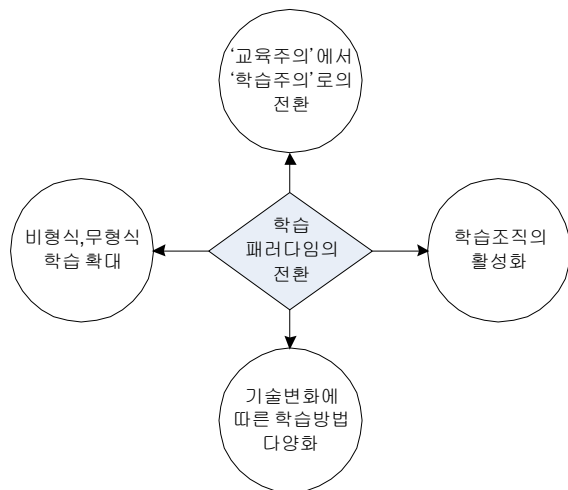 ‘교육주의’에서
‘학습주의’로의
전환
비형식,무형식
학습 확대
학습
패러다임의
전환
학습조직의
활성화
기술변화에
따른 학습방법
다양화